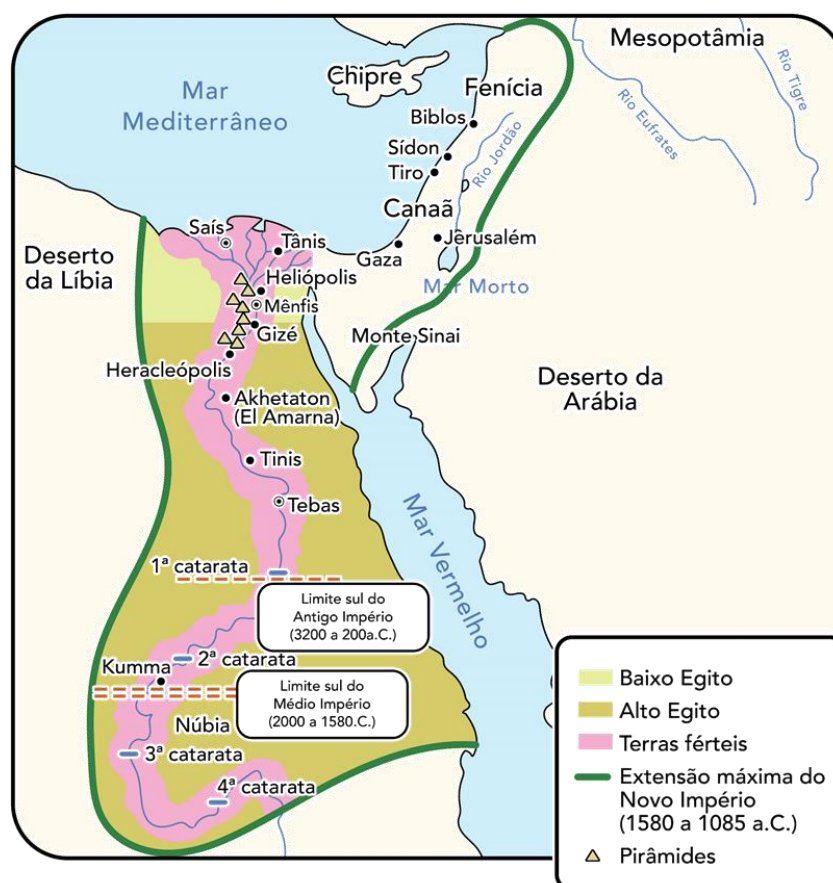 Mesopotâmia
Chipre
Rio Tigre
Mar
Mediterrâneo
Fenícia
Rio Eufrates
Biblos
Sídon
Rio Jordão
Tiro
Canaã
Saís
Tânis
Jêrusalém
Gaza
Deserto
da Líbia
Heliópolis
Mar Morto
Mênfis
Gizé
Monte Sinai
Heracleópolis
Deserto da
Arábia
Akhetaton
(El Amarna)
Tinis
Tebas
Mar Vermelho
1ª catarata
Limite sul do
Antigo Império
(3200 a 200a.C.)
2ª catarata
Kumma
Limite sul do
Médio Império
(2000 a 1580.C.)
Núbia
3ª catarata
4ª catarata
Baixo Egito
Alto Egito
Terras férteis
Extensão máxima do
Novo Império
(1580 a 1085 a.C.)
Pirâmides